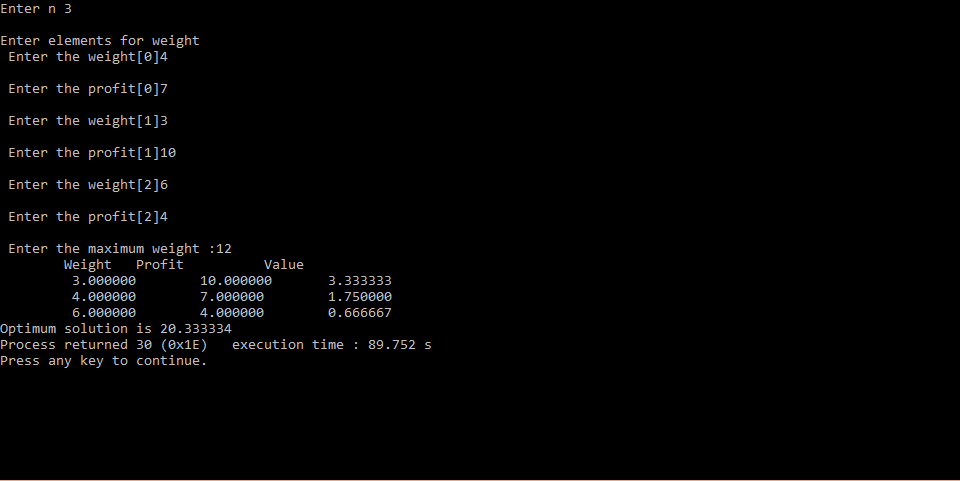 Enter n 3
Enter elements for weight
Enter the weight[0]4
Enter the profit[0]7
Enter the weight[1]3
Enter the profit[1]10
Enter the weight[2]6
Enter the profit[2]4
Enter the maximum weight :12
Weight Profit Value
3.000000 10.000000 3.333333
4.000000 7.000000 1.750000
6.000000 4.000000 0.666667
Optimum solution is 20.333334
Process returned 30 (0x1E) execution time : 89.752 s
Press any key to continue.